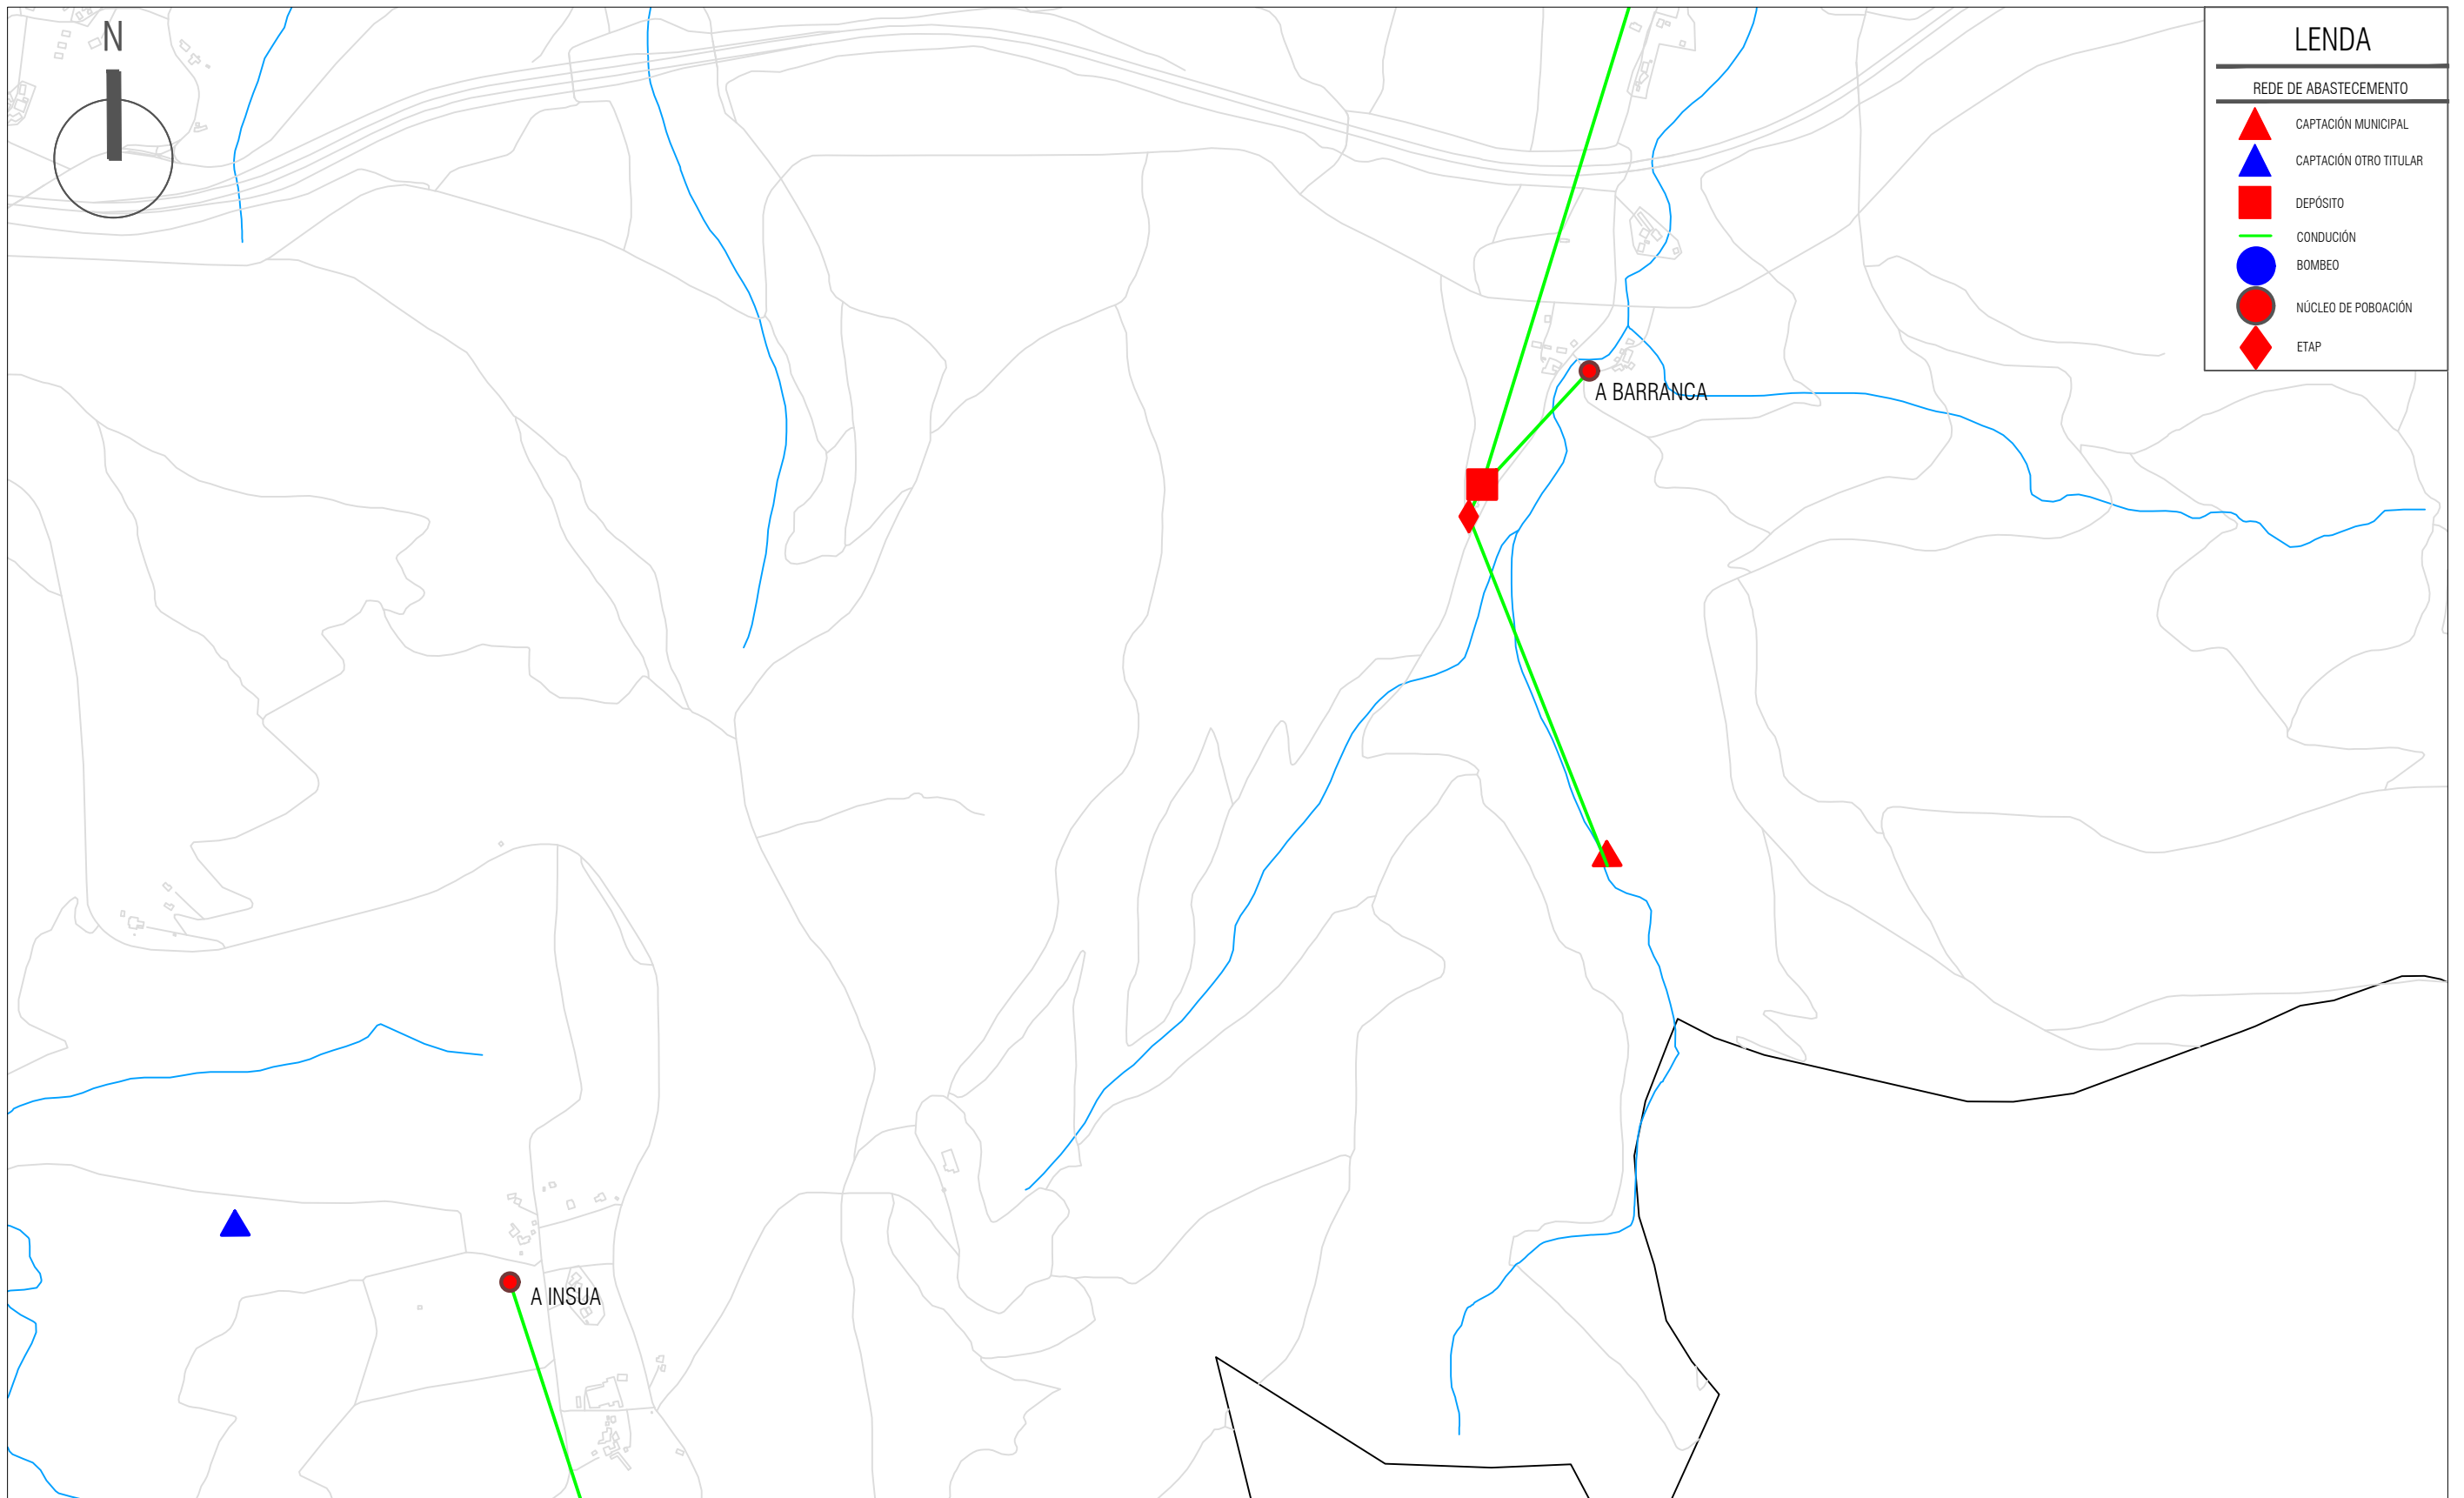 N
LENDA
REDE DE ABASTECEMENTO
CAPTACIÓN MUNICIPAL
CAPTACIÓN OTRO TITULAR
DEPÓSITO
CONDUCIÓN
BOMBEO
NÚCLEO DE POBOACIÓN
ETAP
A BARRANCA
A INSUA